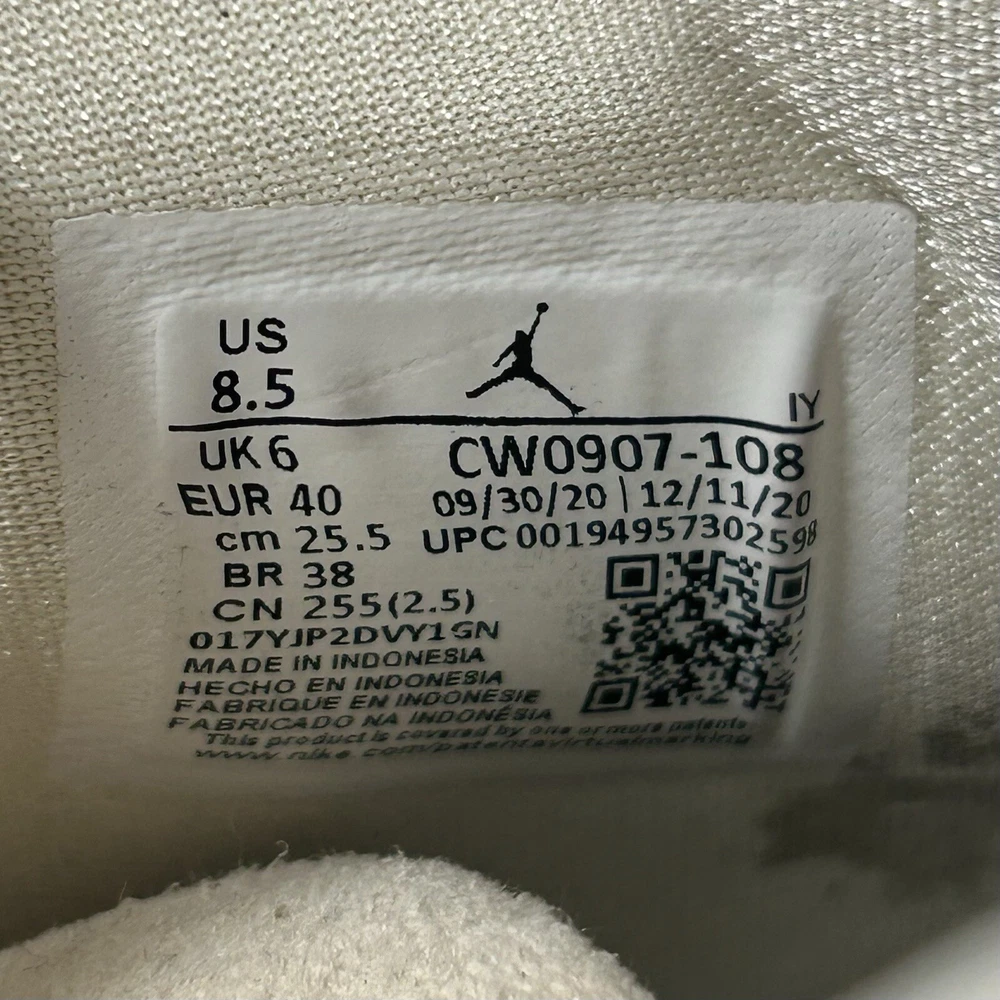 US
8.5
IY
UK 6
CW0907-108
EUR 40
09/30/20 | 12/11/20
cm 25.5
UPC 00194957302598
BR 38
CN 255(2.5)
017YJP2DVY1GN
MADE IN INDONESIA
HECHO EN INDONESIA
FABRIQUE EN INDONESIE
FABRICADO NA INDONÉSIA
This product is covered by one or more patents
www.nike.com/patentsvirtualmarking